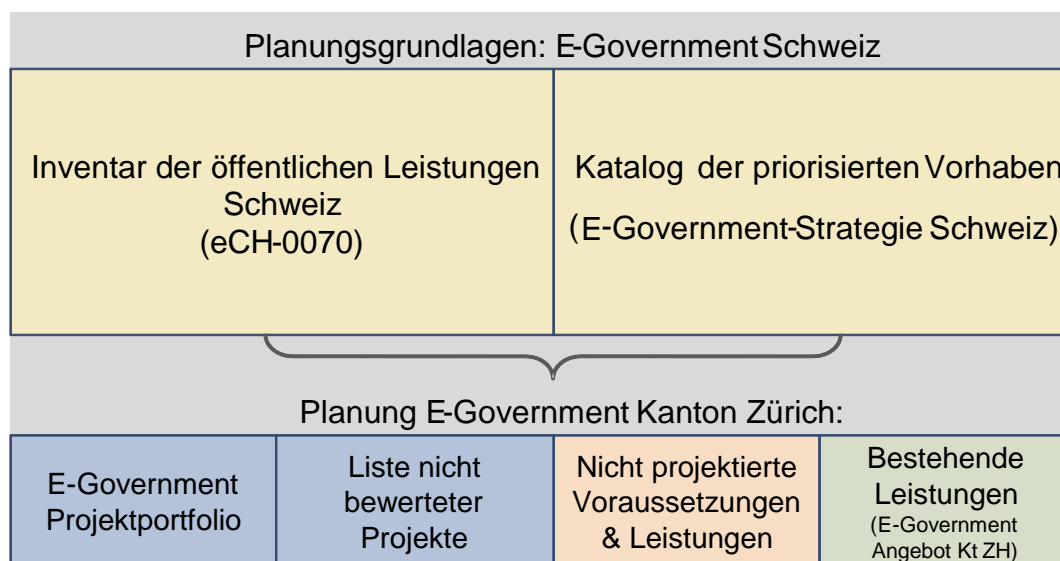 Planungsgrundlagen: E-Government Schweiz
Inventar der öffentlichen Leistungen
Schweiz
(eCH-0070)
Katalog der priorisierten Vorhaben
(E-Government-Strategie Schweiz)
Planung E-Government Kanton Zürich:
E-Government
Projektportfolio
Liste nicht
bewerteter
Projekte
Nicht projektierte
Voraussetzungen
& Leistungen
Bestehende
Leistungen
(E-Government
Angebot Kt ZH)